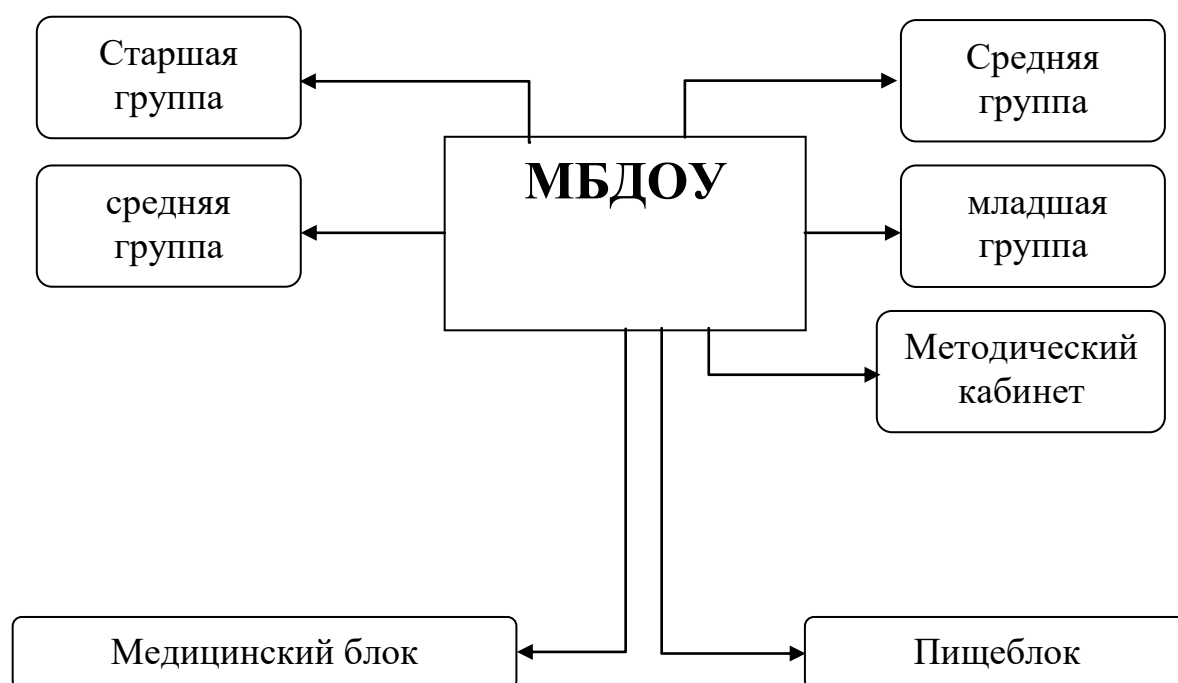 Старшая
группа
Средняя
группа
МБДОУ
средняя
группа
младшая
группа
Методический
кабинет
Медицинский блок
Пищеблок